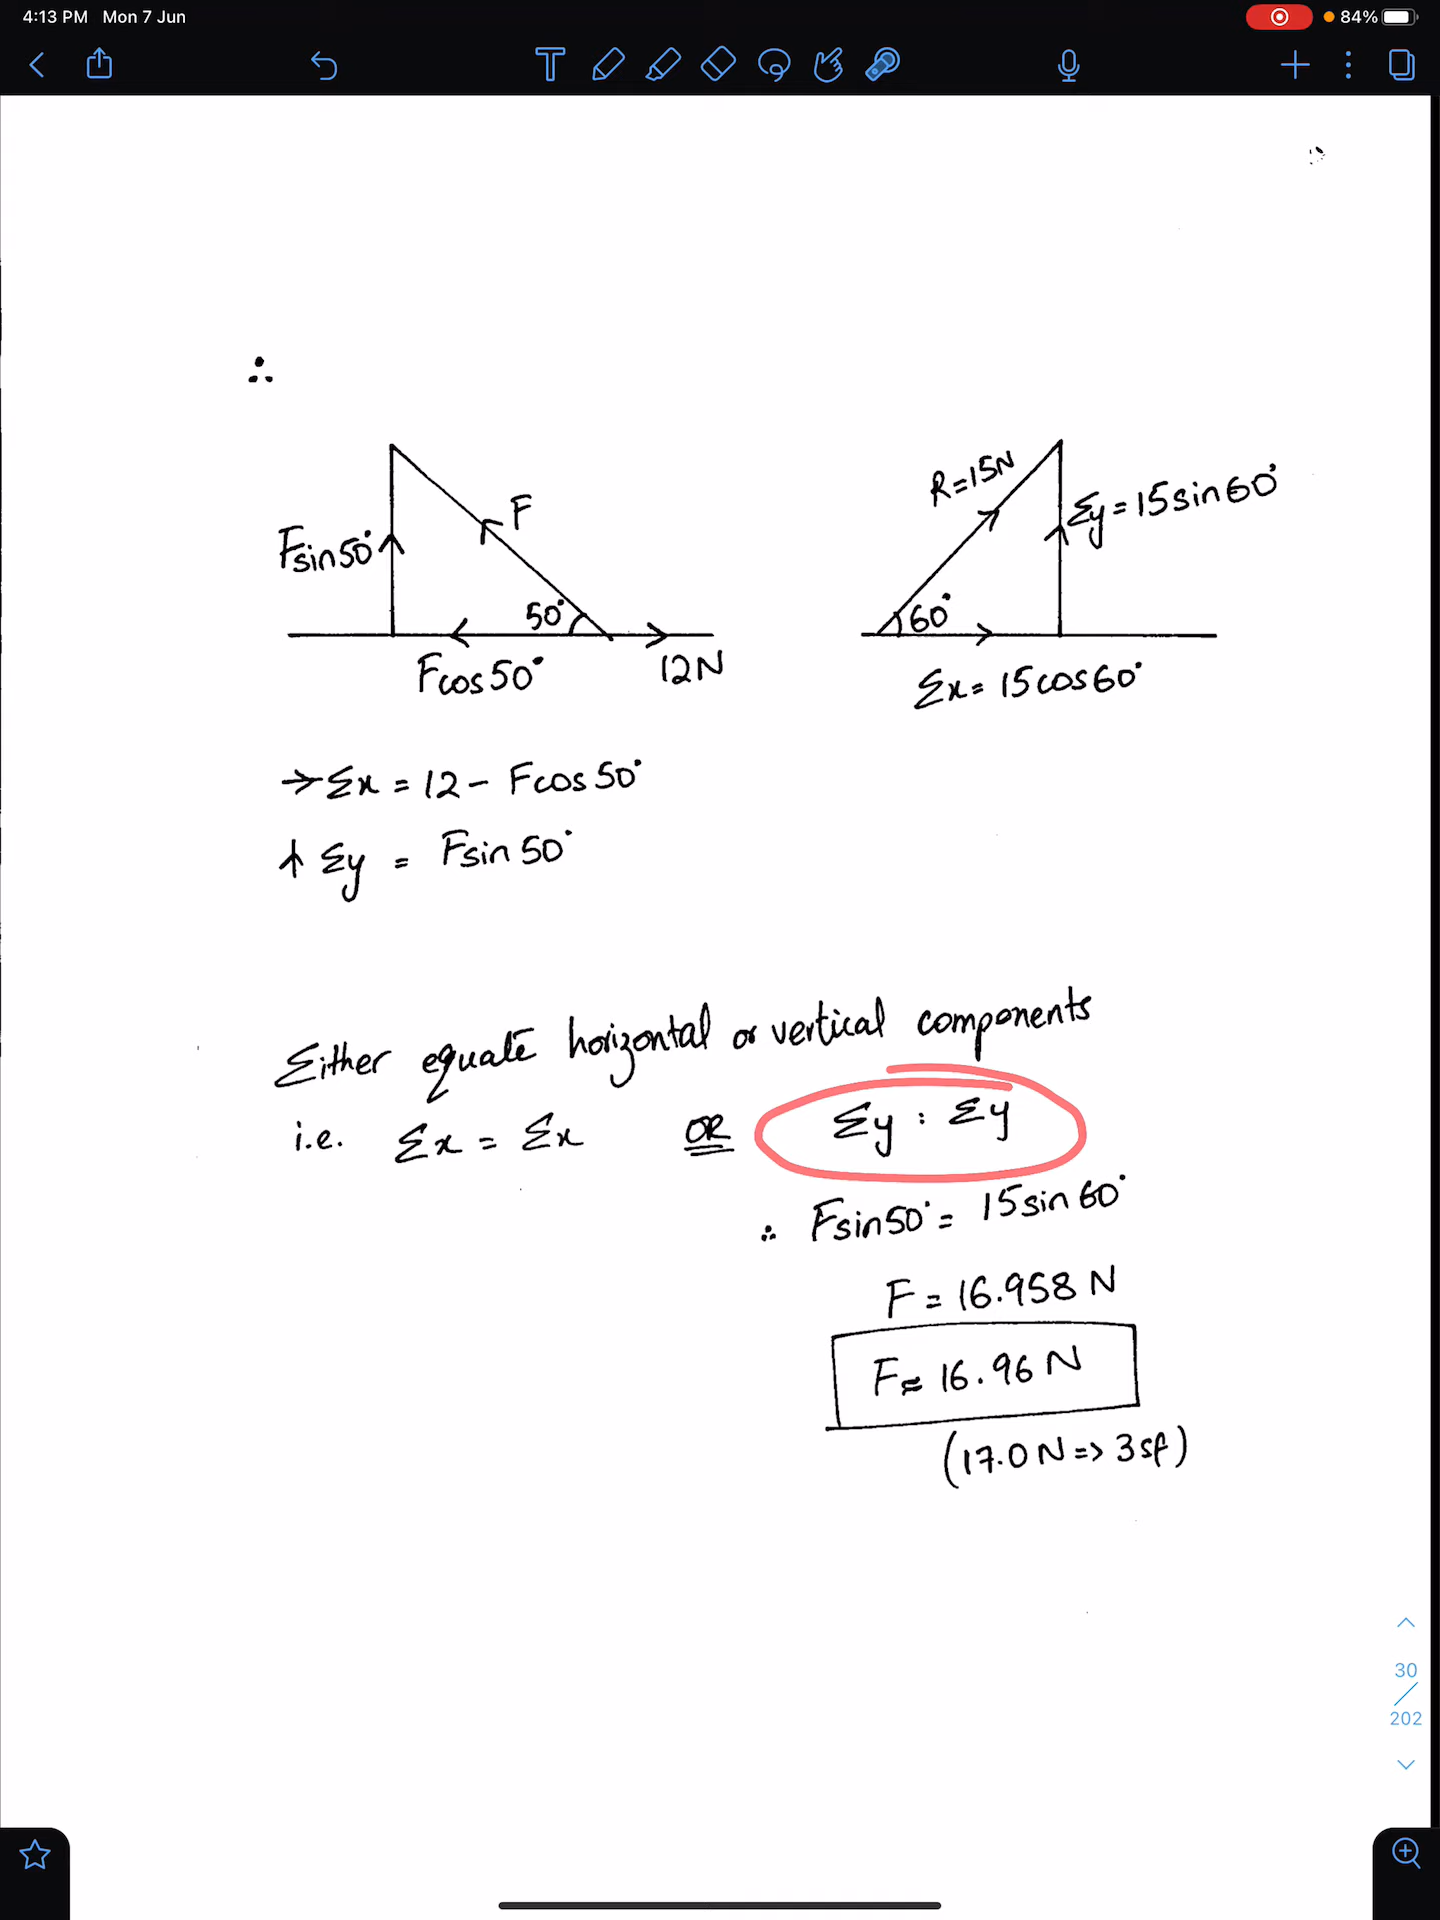 4:13 PM Mon 7 Jun
84%
∴
Fsin50°
F
50°
Fcos50°
12N
R=15N
Σy=15sin60°
60°
Σx=15cos60°
→Σx = 12 - Fcos50°
↑ Σy = Fsin50°
Either equate horizontal or vertical components
i.e. Σx = Σx OR Σy = Σy
∴ Fsin50° = 15sin60°
F = 16.958 N
F≈ 16.96 N
(17.0N => 3sf)
30
/
202